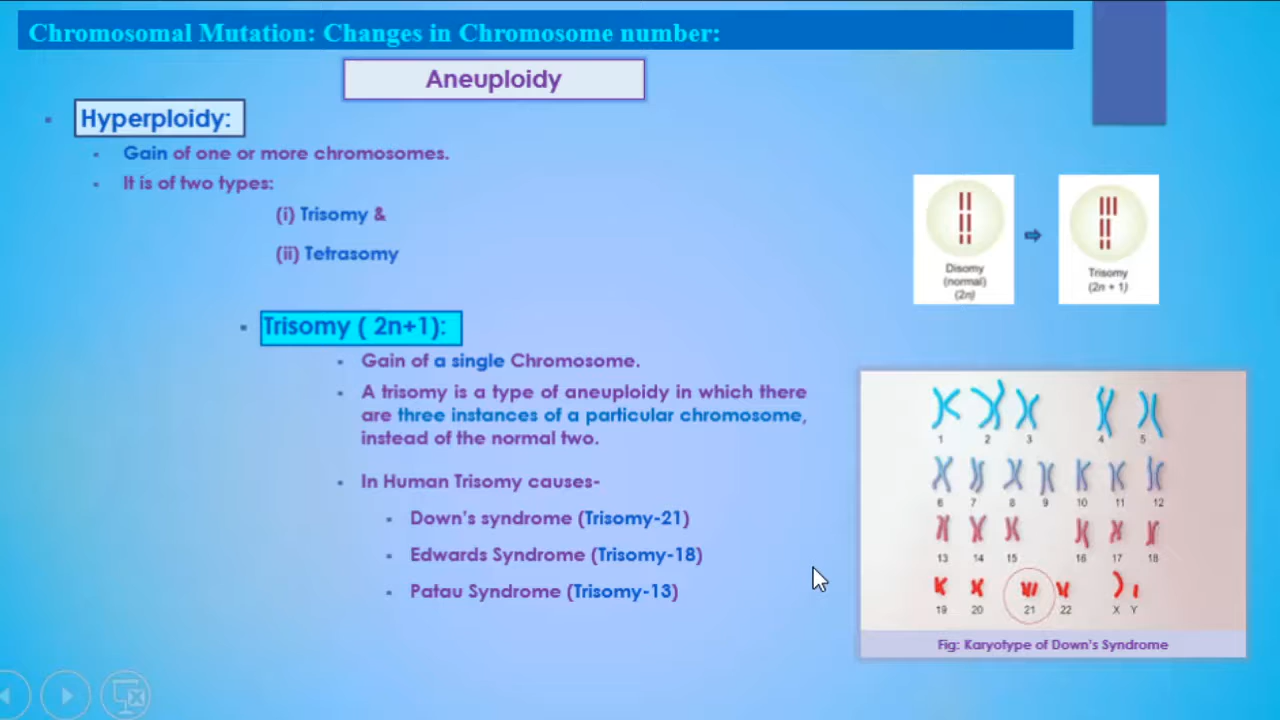 Chromosomal Mutation: Changes in Chromosome number:
Aneuploidy
Hyperploidy:
Gain of one or more chromosomes.
It is of two types:
(i) Trisomy &
(ii) Tetrasomy
Disomy
(normal)
(2n)
Trisomy
(2n + 1)
Trisomy ( 2n+1):
Gain of a single Chromosome.
A trisomy is a type of aneuploidy in which there
are three instances of a particular chromosome,
instead of the normal two.
In Human Trisomy causes-
Down's syndrome (Trisomy-21)
Edwards Syndrome (Trisomy-18)
Patau Syndrome (Trisomy-13)
1 2 3 4 5
6 7 8 9 10 11 12
13 14 15 16 17 18
19 20 21 22 X Y
Fig: Karyotype of Down's Syndrome